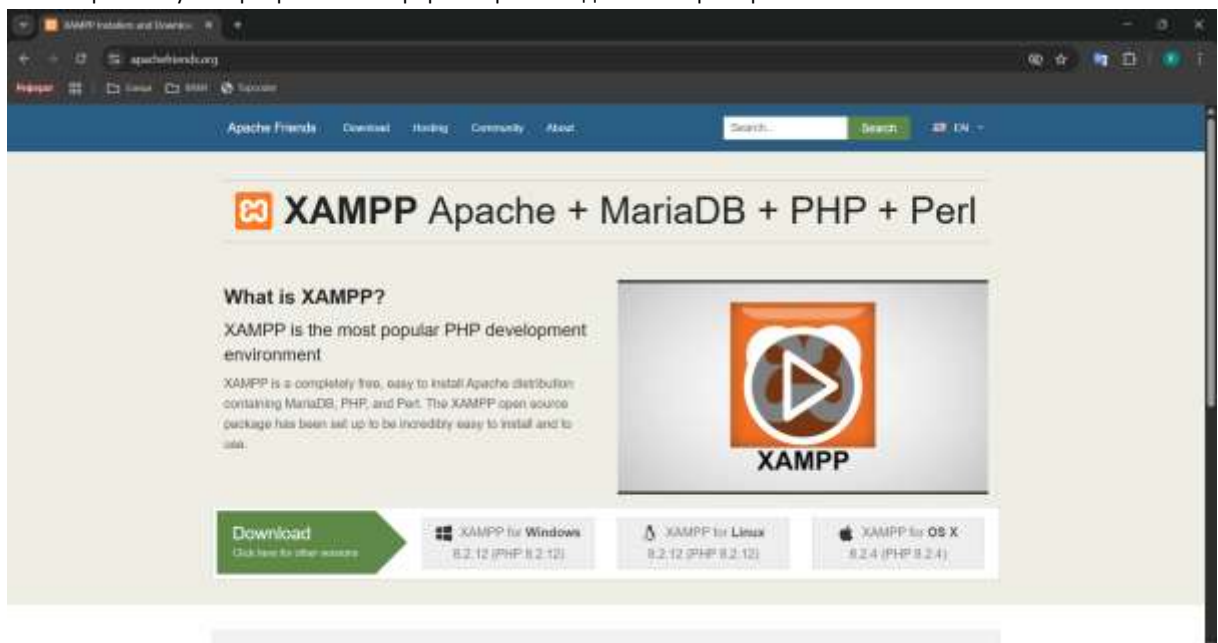 XAMPP Installers and Downlo
apachefriends.org
Apache Friends Download Hosting Community About Search... Search EN
XAMPP Apache + MariaDB + PHP + Perl
What is XAMPP?
XAMPP is the most popular PHP development
environment
XAMPP is a completely free, easy to install Apache distribution
containing MariaDB, PHP, and Perl. The XAMPP open source
package has been set up to be incredibly easy to install and to
use.
XAMPP
Download
Click here for other versions
XAMPP for Windows
8.2.12 (PHP 8.2.12)
XAMPP for Linux
8.2.12 (PHP 8.2.12)
XAMPP for OS X
8.2.4 (PHP 8.2.4)